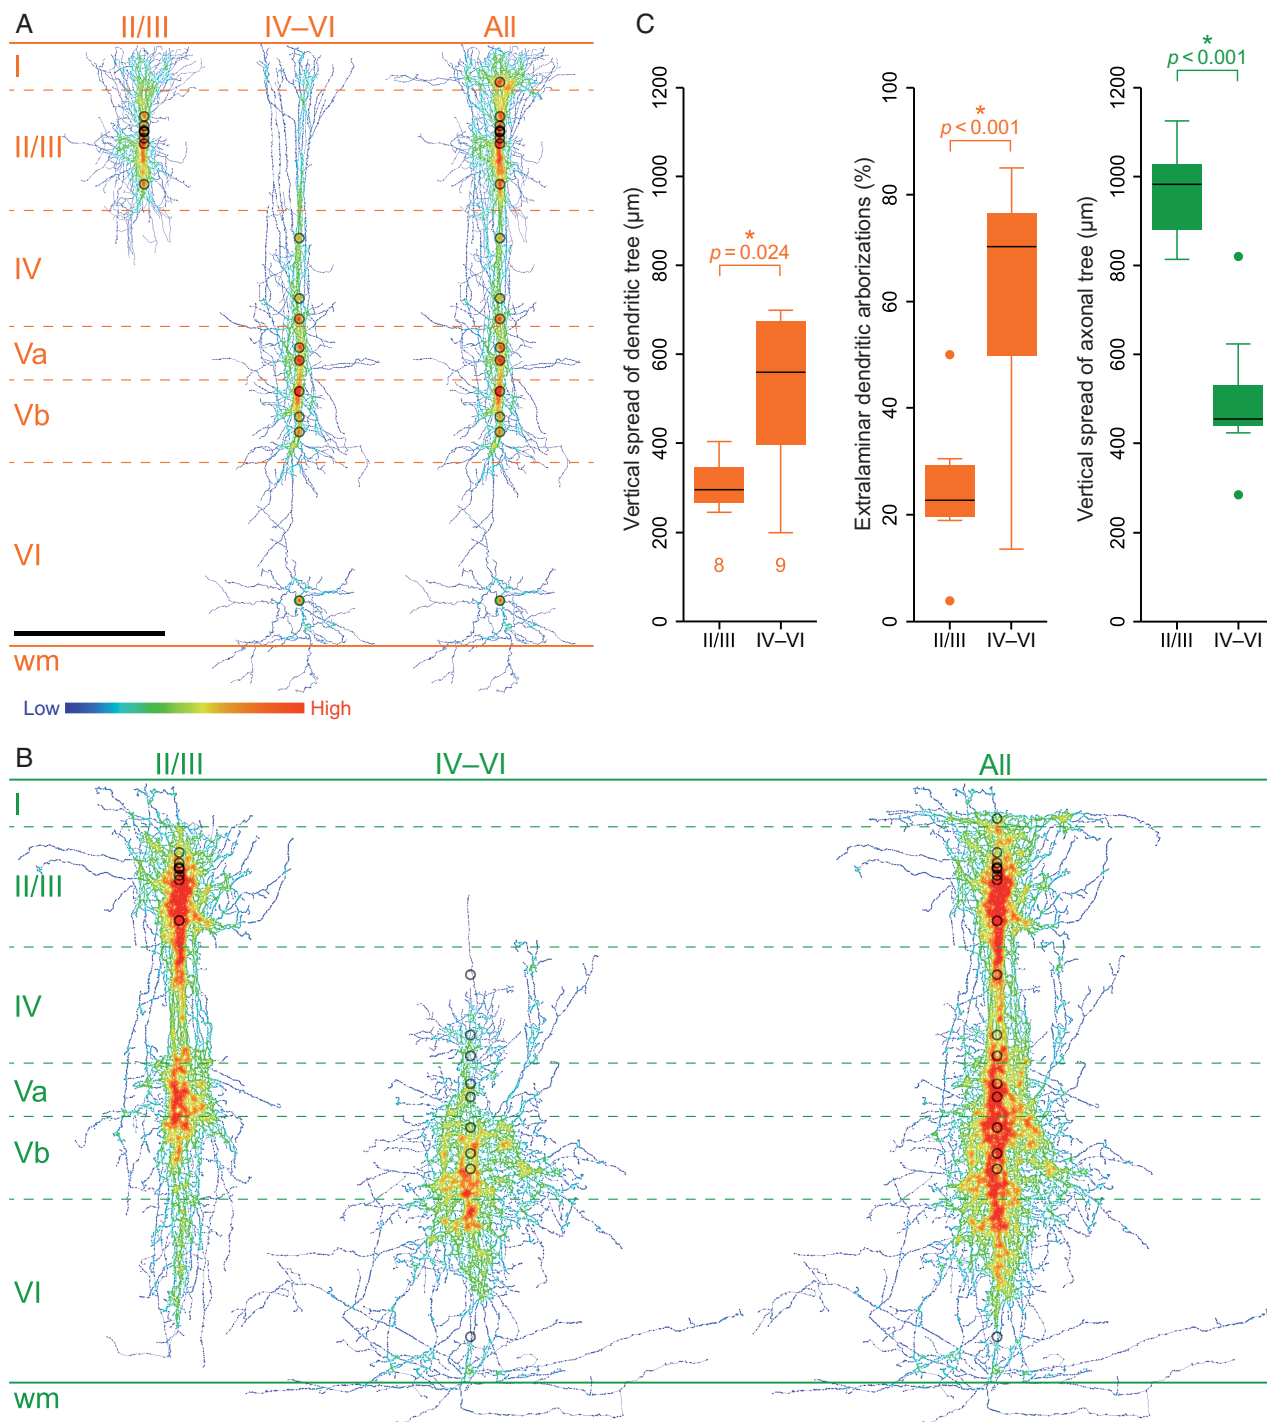 A
II/III
IV–VI
All
I
II/III
IV
Va
Vb
VI
wm
Low
High
C
Vertical spread of dendritic tree (µm)
1200
1000
800
600
400
200
0
*
p = 0.024
8
9
II/III
IV–VI
Extralaminar dendritic arborizations (%)
100
80
60
40
20
0
*
p < 0.001
II/III
IV–VI
Vertical spread of axonal tree (µm)
1200
1000
800
600
400
200
0
*
p < 0.001
II/III
IV–VI
B
II/III
IV–VI
All
I
II/III
IV
Va
Vb
VI
wm